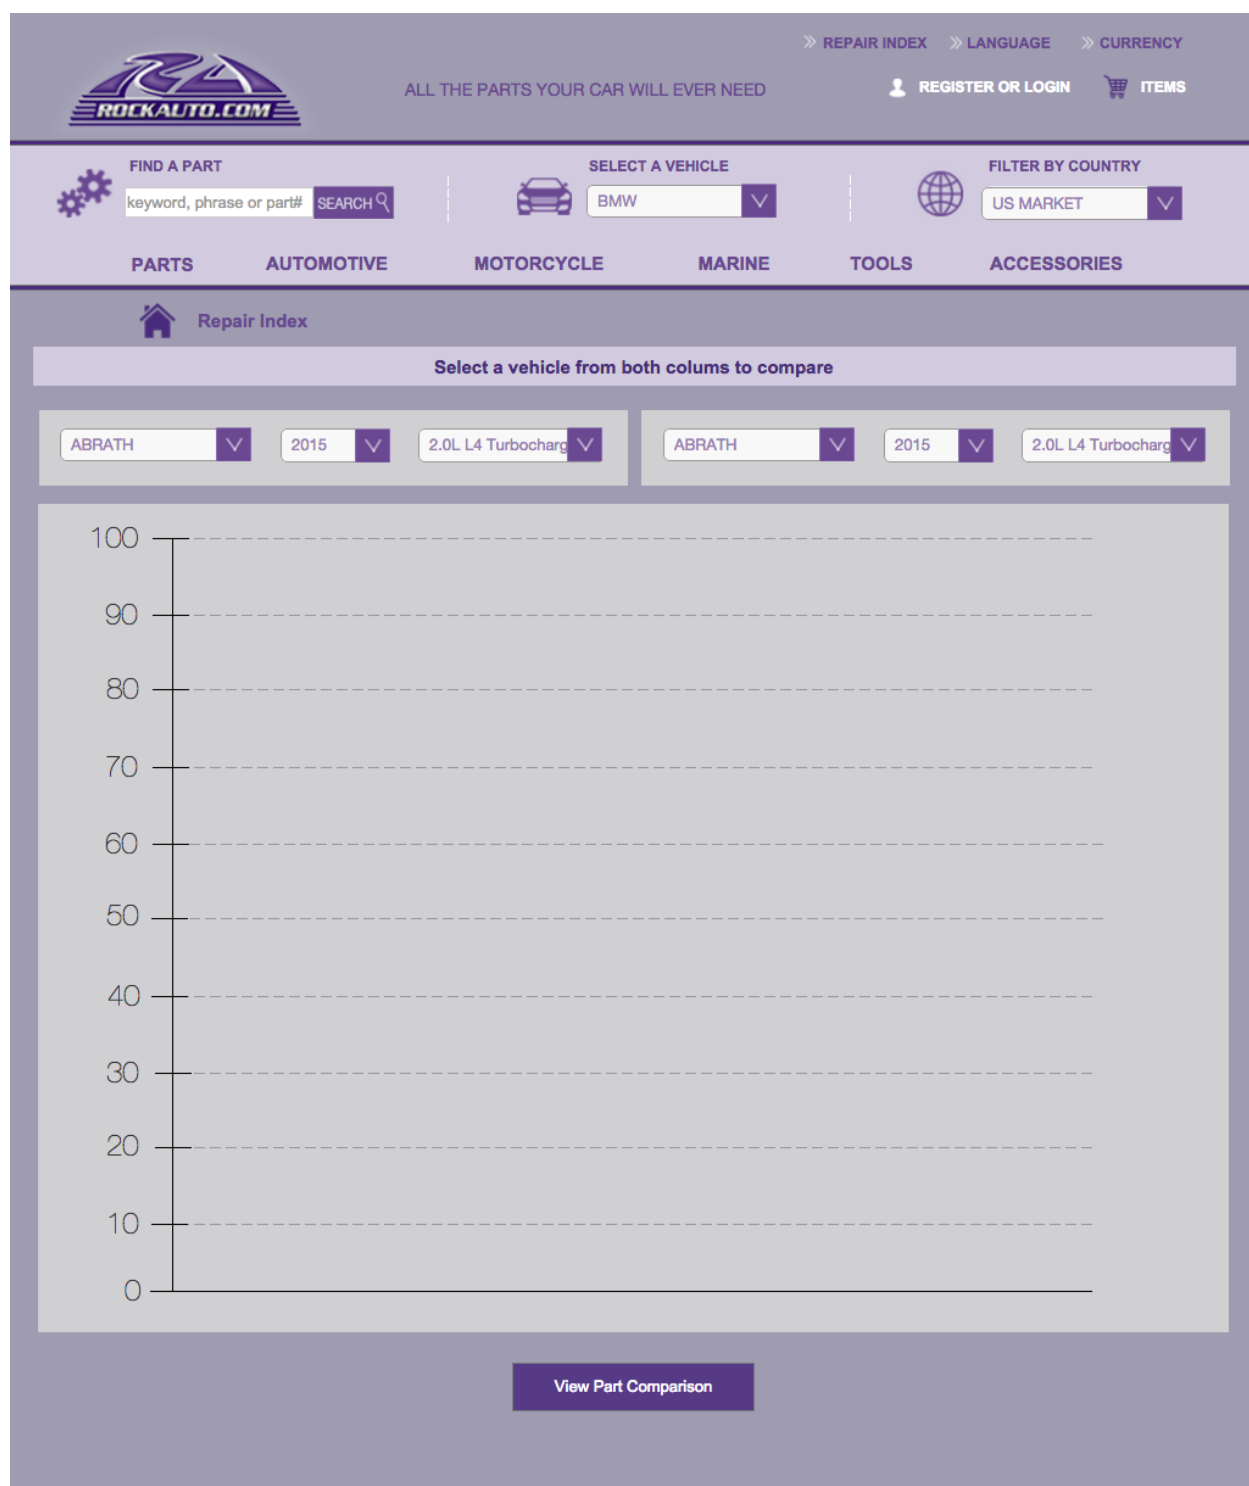 REPAIR INDEX LANGUAGE CURRENCY
ROCKAUTO.COM
ALL THE PARTS YOUR CAR WILL EVER NEED
REGISTER OR LOGIN ITEMS
FIND A PART
keyword, phrase or part# SEARCH
SELECT A VEHICLE
BMW
FILTER BY COUNTRY
US MARKET
PARTS AUTOMOTIVE MOTORCYCLE MARINE TOOLS ACCESSORIES
Repair Index
Select a vehicle from both colums to compare
ABRATH 2015 2.0L L4 Turbocharg
ABRATH 2015 2.0L L4 Turbocharg
100
90
80
70
60
50
40
30
20
10
0
View Part Comparison